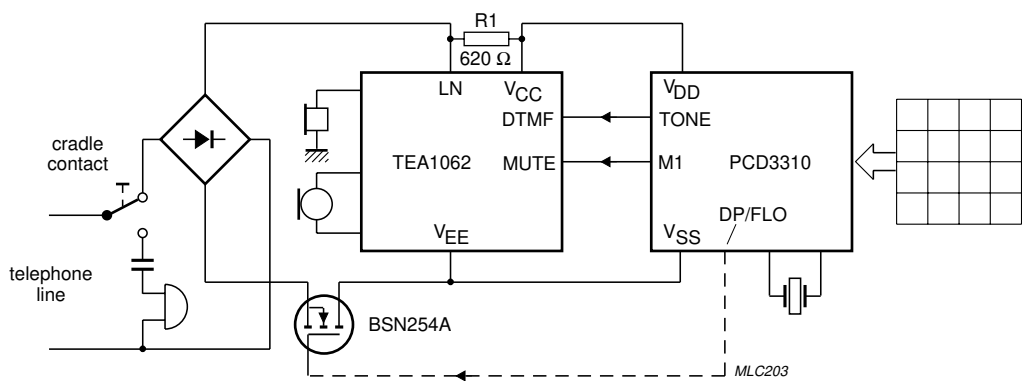 R1
620 Ω
LN
VCC
VDD
DTMF
TONE
cradle
contact
TEA1062
MUTE
M1
PCD3310
DP/FLO
VEE
VSS
telephone
line
BSN254A
MLC203